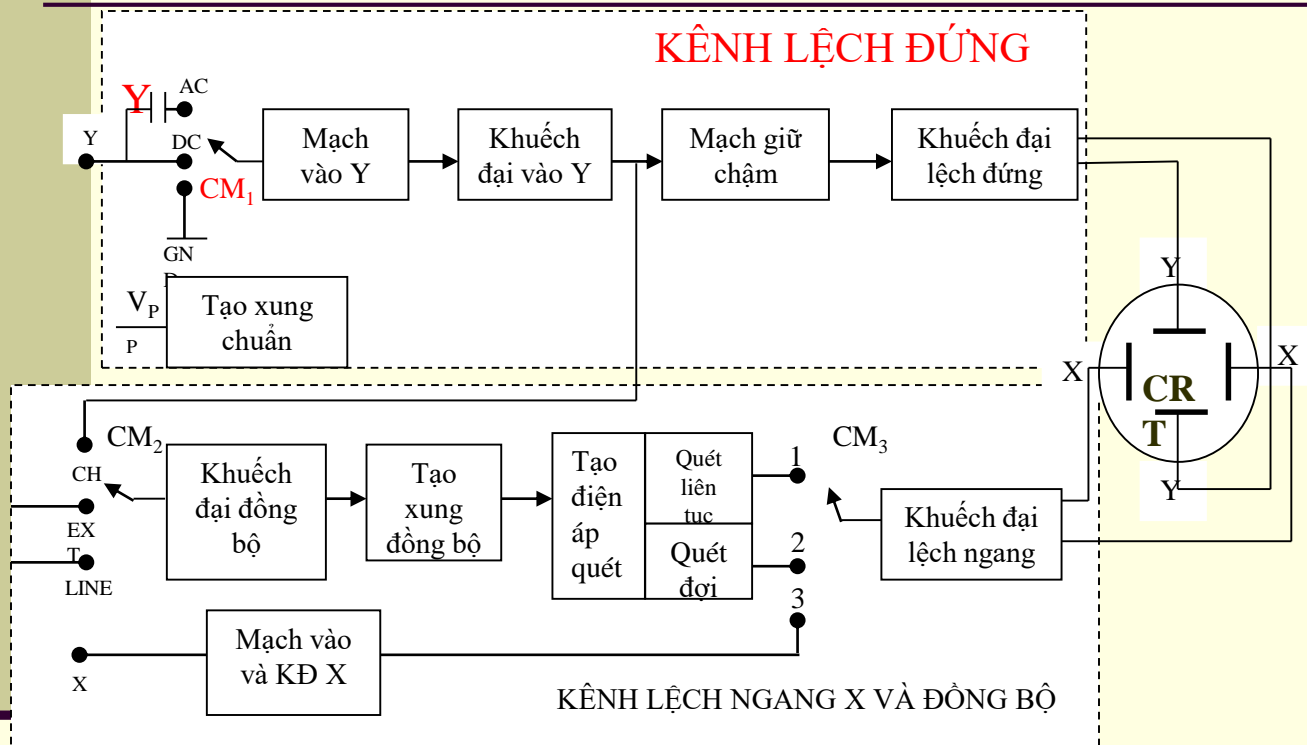 KÊNH LỆCH ĐỨNG
Y
AC
Y
DC
CM1
GN
D
Mạch
vào Y
Khuếch
đại vào Y
Mạch giữ
chậm
Khuếch đại
lệch đứng
VP
P
Tạo xung
chuẩn
Y
X
X
CR
T
Y
CM2
CH
EX
T
LINE
Khuếch
đại đồng
bộ
Tạo
xung
đồng bộ
Tạo
điện
áp
quét
Quét
liên
tục
Quét
đợi
1
2
3
CM3
Khuếch đại
lệch ngang
X
Mạch vào
và KĐ X
KÊNH LỆCH NGANG X VÀ ĐỒNG BỘ